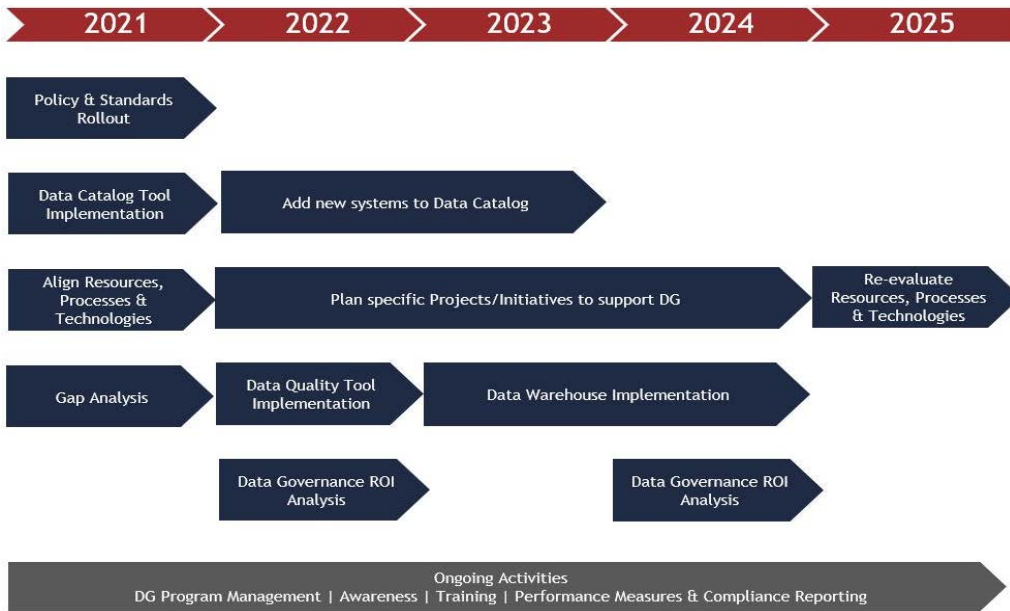 2021 2022 2023 2024 2025
Policy & Standards
Rollout
Data Catalog Tool
Implementation
Add new systems to Data Catalog
Align Resources,
Processes &
Technologies
Plan specific Projects/Initiatives to support DG
Re-evaluate
Resources, Processes
& Technologies
Gap Analysis
Data Quality Tool
Implementation
Data Warehouse Implementation
Data Governance ROI
Analysis
Data Governance ROI
Analysis
Ongoing Activities
DG Program Management | Awareness | Training | Performance Measures & Compliance Reporting